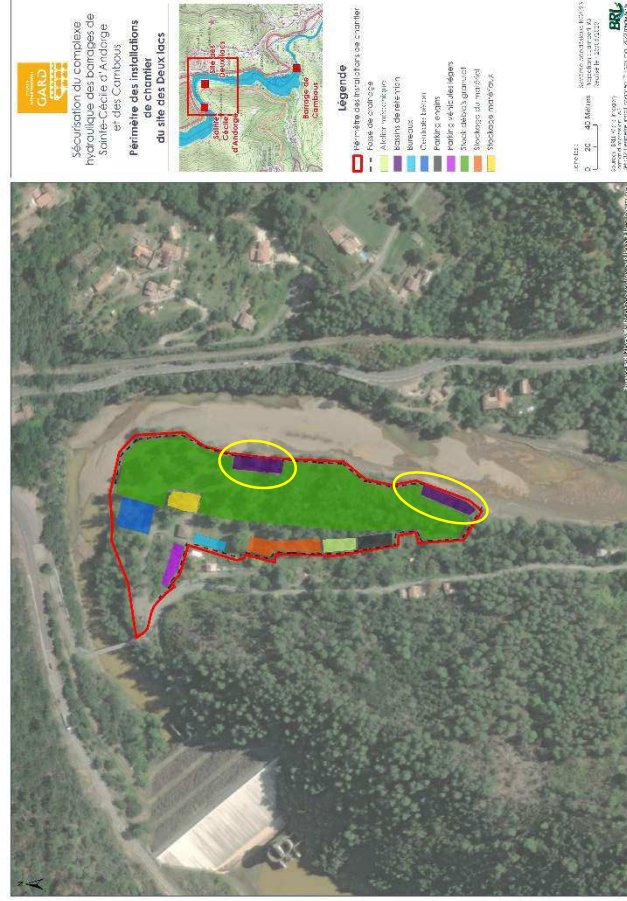 GARD
Sécurisation du complexe
hydraulique des barrages de
Sainte-Cécile d'Andorge
et des Cambous
Périmètre des installations
de chantier
du site des Deux lacs
Site des
deux lacs
Sainte
Cécile
d'Andorge
Barrage de
Cambous
Légende
Périmètre des installations de chantier
Fossé de drainage
Atelier mécanique
Bassins de rétention
Bureaux
Centrale béton
Parking engins
Parking véhicules légers
Stock déblais granulat
Stockage du matériel
Stockage matériaux
0 20 40 Mètres
BRL
N